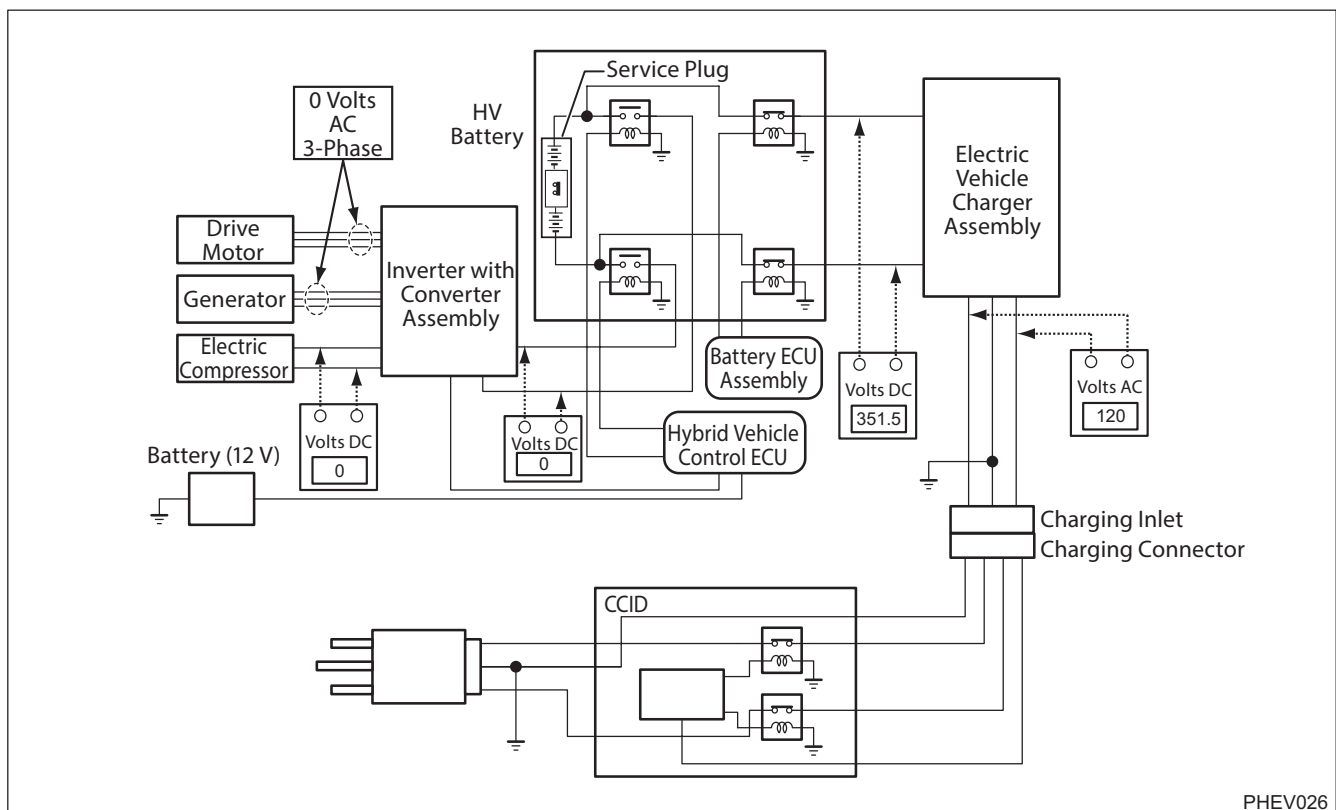 Service Plug
HV
Battery
0 Volts
AC
3-Phase
Electric
Vehicle
Charger
Assembly
Drive
Motor
Generator
Electric
Compressor
Inverter with
Converter
Assembly
Battery ECU
Assembly
Hybrid Vehicle
Control ECU
Volts DC
351.5
Volts AC
120
Volts DC
0
Volts DC
0
Battery (12 V)
Charging Inlet
Charging Connector
CCID
PHEV026